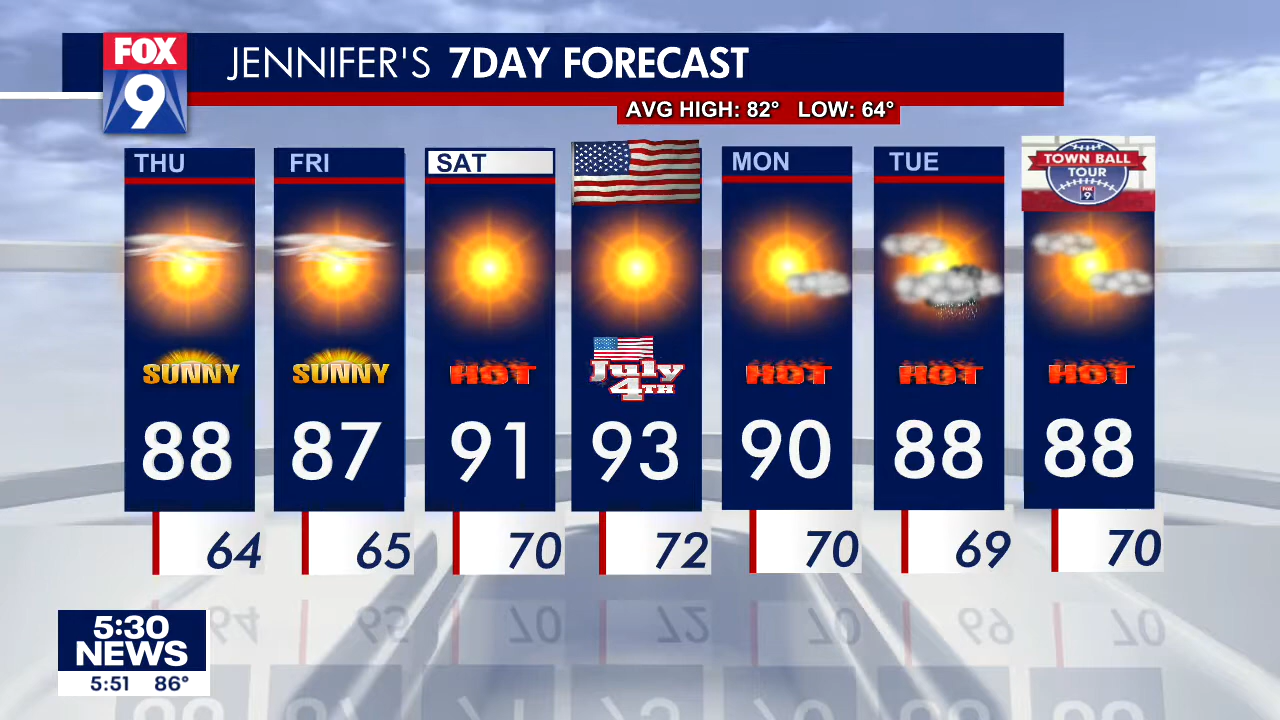 FOX
9
JENNIFER'S 7DAY FORECAST
AVG HIGH: 82° LOW: 64°
THU
FRI
SAT
MON
TUE
TOWN BALL
TOUR
FOX
9
SUNNY
SUNNY
HOT
July
4TH
HOT
HOT
HOT
88
87
91
93
90
88
88
64
65
70
72
70
69
70
5:30
NEWS
5:51 86°